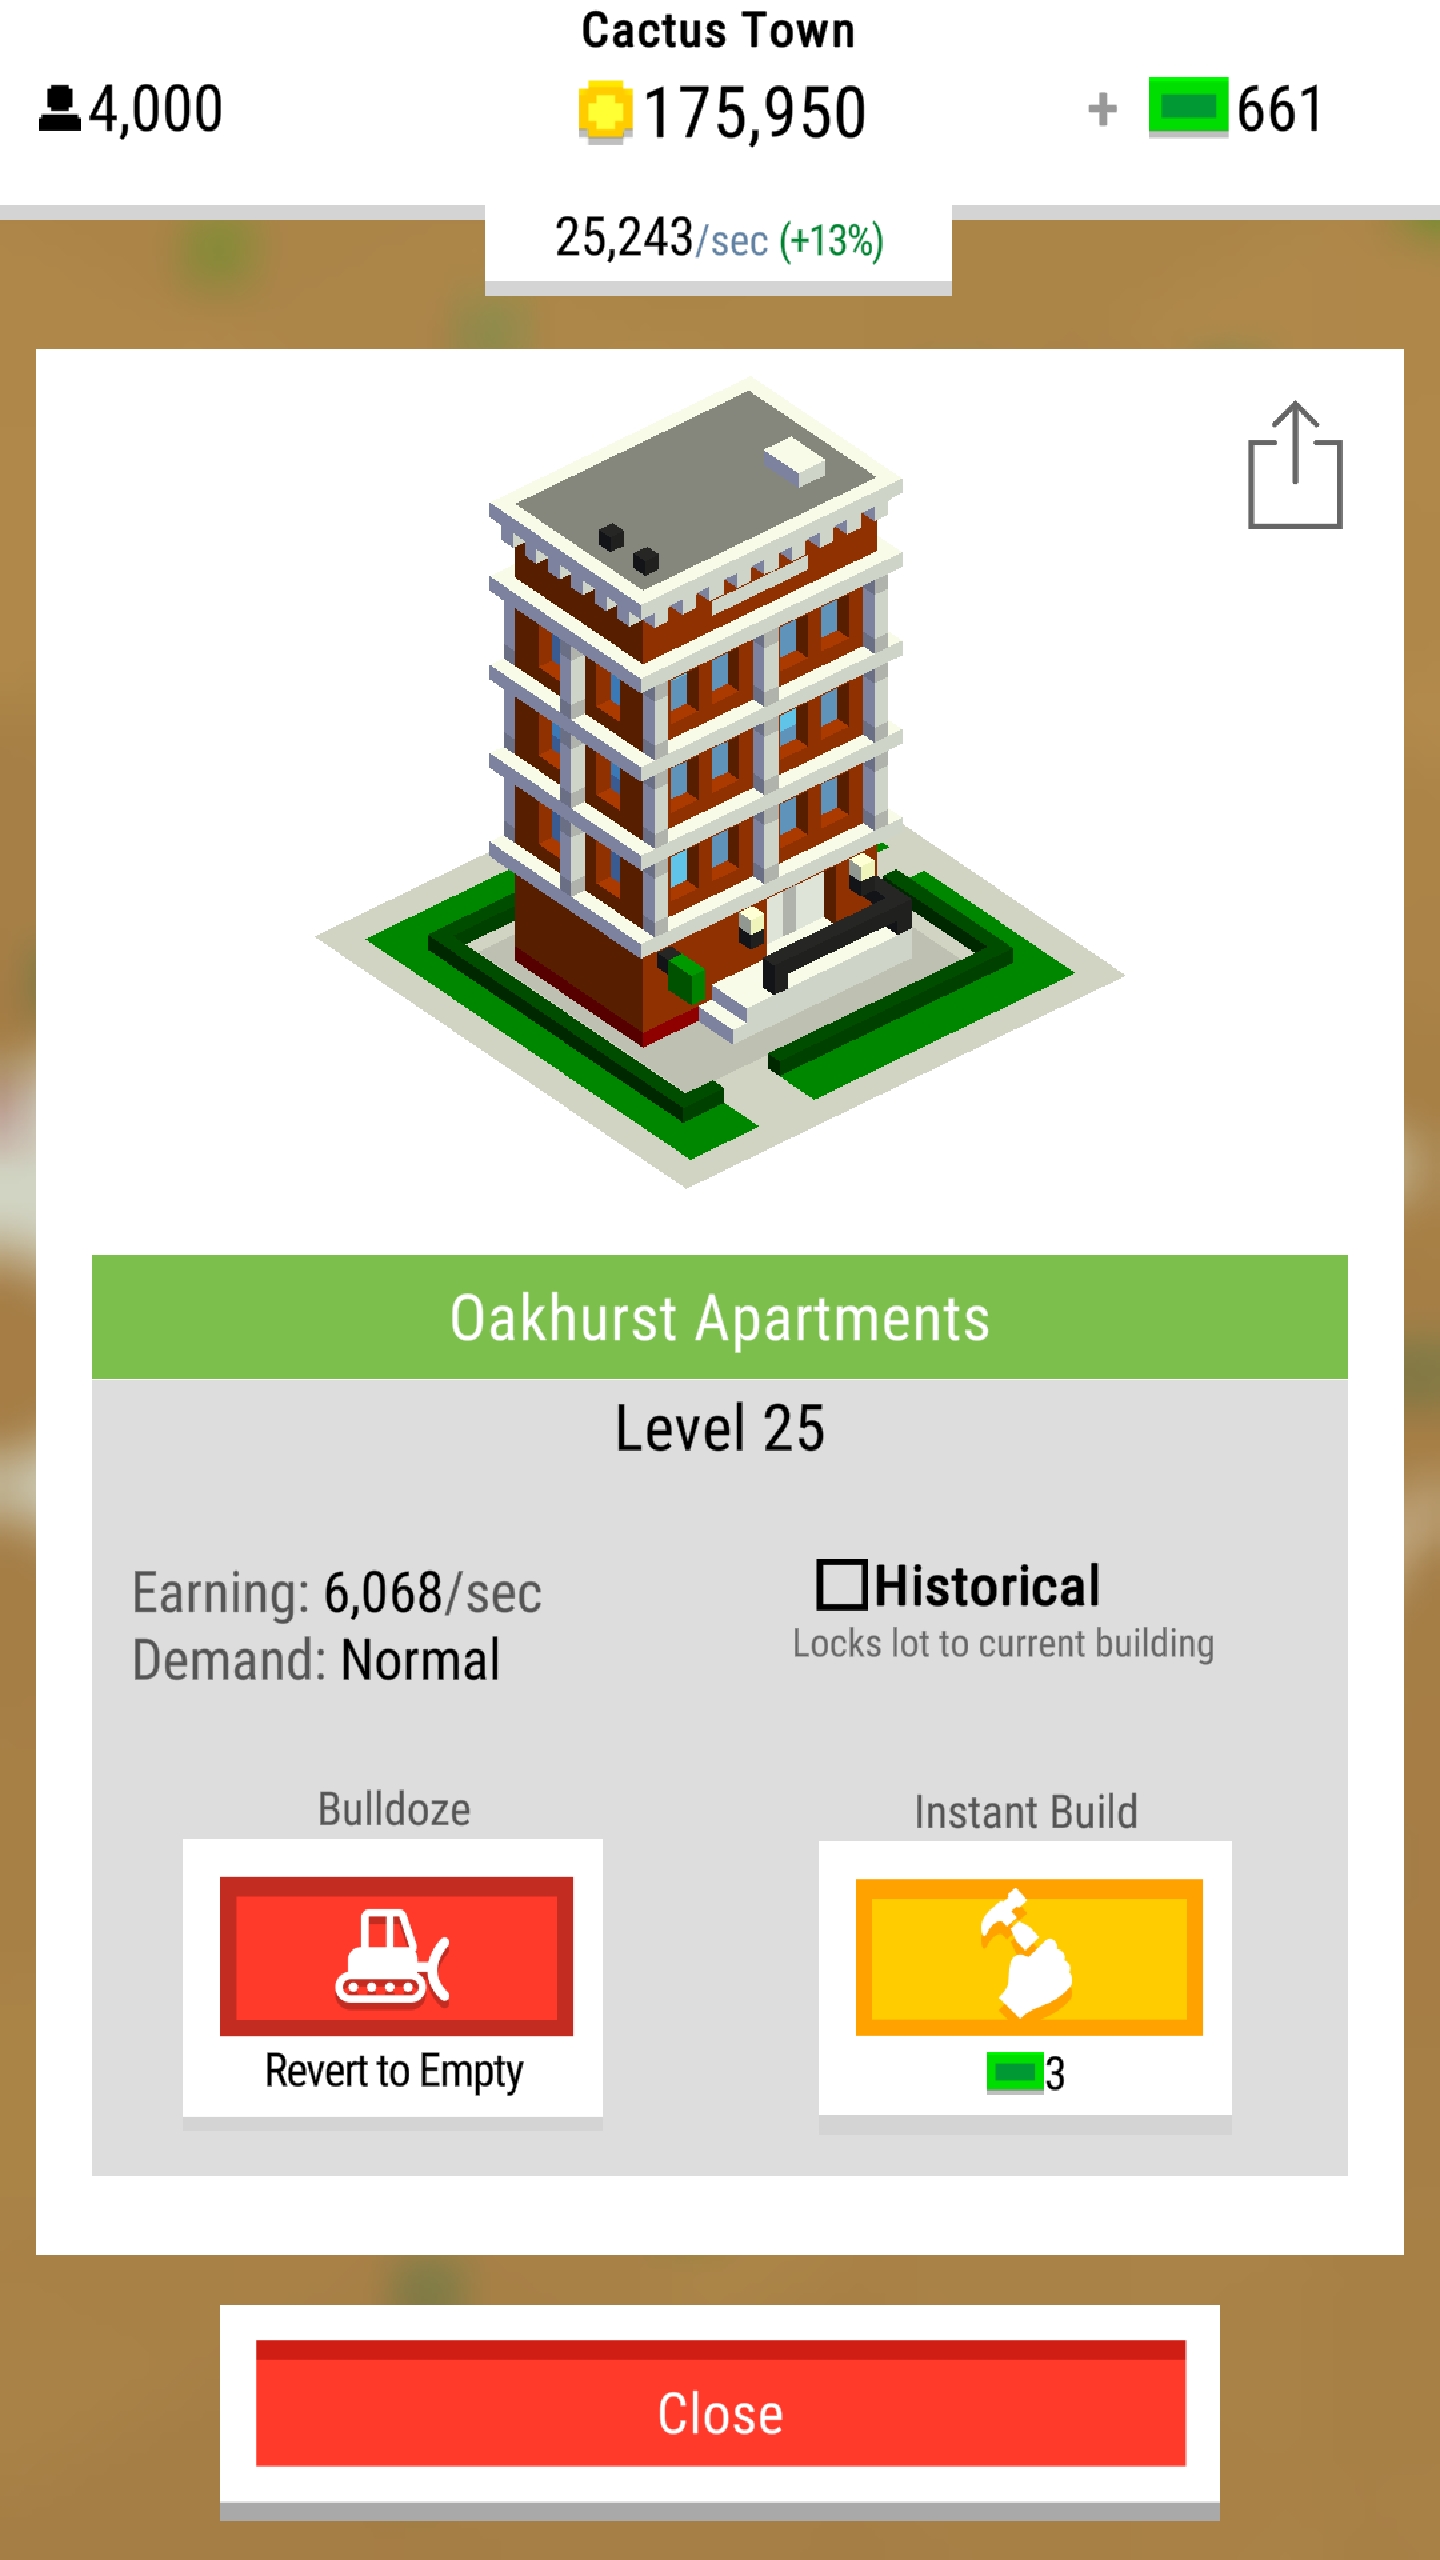 Cactus Town
4,000
175,950
+ 661
25,243/sec (+13%)
Oakhurst Apartments
Level 25
Earning: 6,068/sec
Demand: Normal
Historical
Locks lot to current building
Bulldoze
Revert to Empty
Instant Build
3
Close